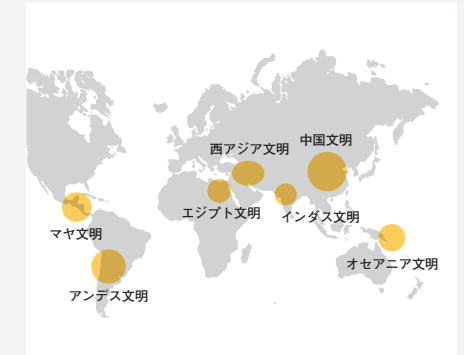 中国文明
西アジア文明
エジプト文明
インダス文明
マヤ文明
オセアニア文明
アンデス文明